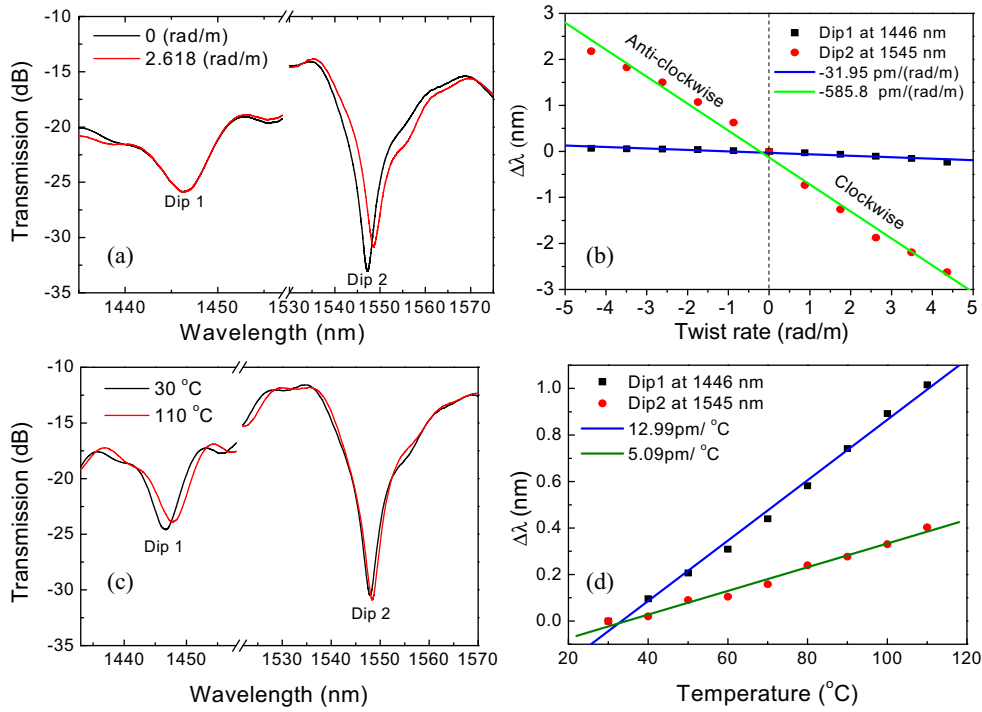 -10
-15
-20
-25
-30
-35
Transmission (dB)
0 (rad/m)
2.618 (rad/m)
Dip 1
Dip 2
(a)
1440 1450 1530 1540 1550 1560 1570
Wavelength (nm)
3
2
1
0
-1
-2
-3
Δλ (nm)
Dip1 at 1446 nm
Dip2 at 1545 nm
-31.95 pm/(rad/m)
-585.8 pm/(rad/m)
Anti-clockwise
Clockwise
(b)
-5 -4 -3 -2 -1 0 1 2 3 4 5
Twist rate (rad/m)
-10
-15
-20
-25
-30
-35
Transmission (dB)
30 °C
110 °C
Dip 1
Dip 2
(c)
1440 1450 1530 1540 1550 1560 1570
Wavelength (nm)
1.0
0.8
0.6
0.4
0.2
0.0
Δλ (nm)
Dip1 at 1446 nm
Dip2 at 1545 nm
12.99pm/ °C
5.09pm/ °C
(d)
20 40 60 80 100 120
Temperature (°C)